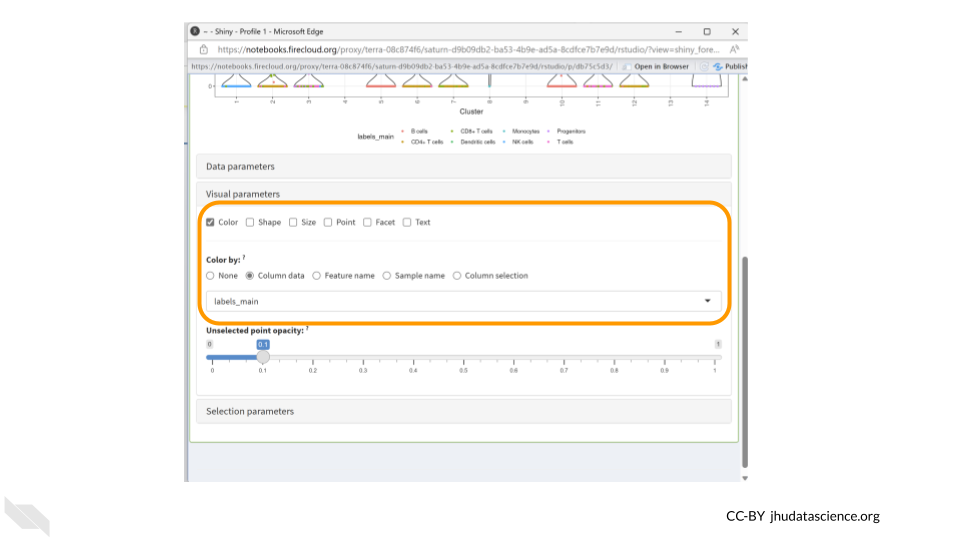 - - Shiny - Profile 1 - Microsoft Edge
https://notebooks.firecloud.org/proxy/terra-08c874f6/saturn-d9b09db2-ba53-4b9e-ad5a-8cdfce7b7e9d/rstudio/?view=shiny_fore...
https://notebooks.firecloud.org/proxy/terra-08c874f6/saturn-d9b09db2-ba53-4b9e-ad5a-8cdfce7b7e9d/rstudio/p/db75c5d3/ Open in Browser Publish
0
1 2 3 4 5 6 7 8 9 10 11 12 13 14
Cluster
labels_main B cells CD8+ T cells Monocytes Progenitors
CD4+ T cells Dendritic cells NK cells T cells
Data parameters
Visual parameters
Color Shape Size Point Facet Text
Color by: ?
None Column data Feature name Sample name Column selection
labels_main
Unselected point opacity: ?
0 0.1 1
0 0.1 0.2 0.3 0.4 0.5 0.6 0.7 0.8 0.9 1
Selection parameters
CC-BY jhudatascience.org